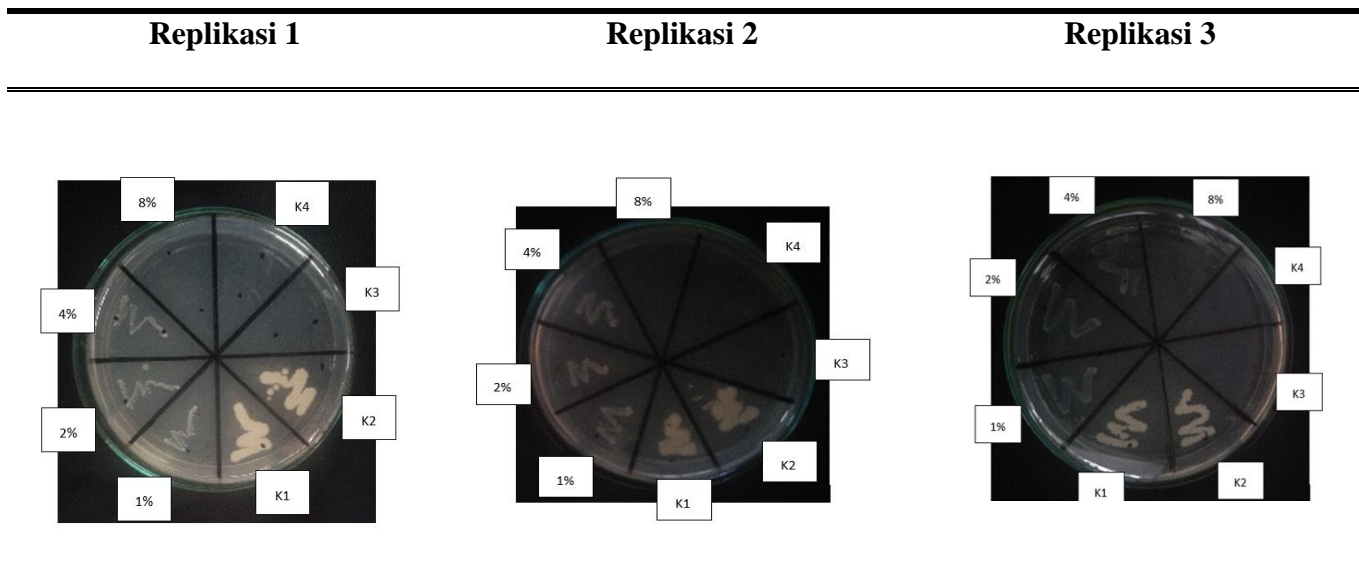 Replikasi 1 Replikasi 2 Replikasi 3
8%
K4
4%
K3
2%
K2
1%
K1
8%
K4
4%
K3
2%
K2
1%
K1
4%
8%
2%
K4
1%
K3
K1
K2